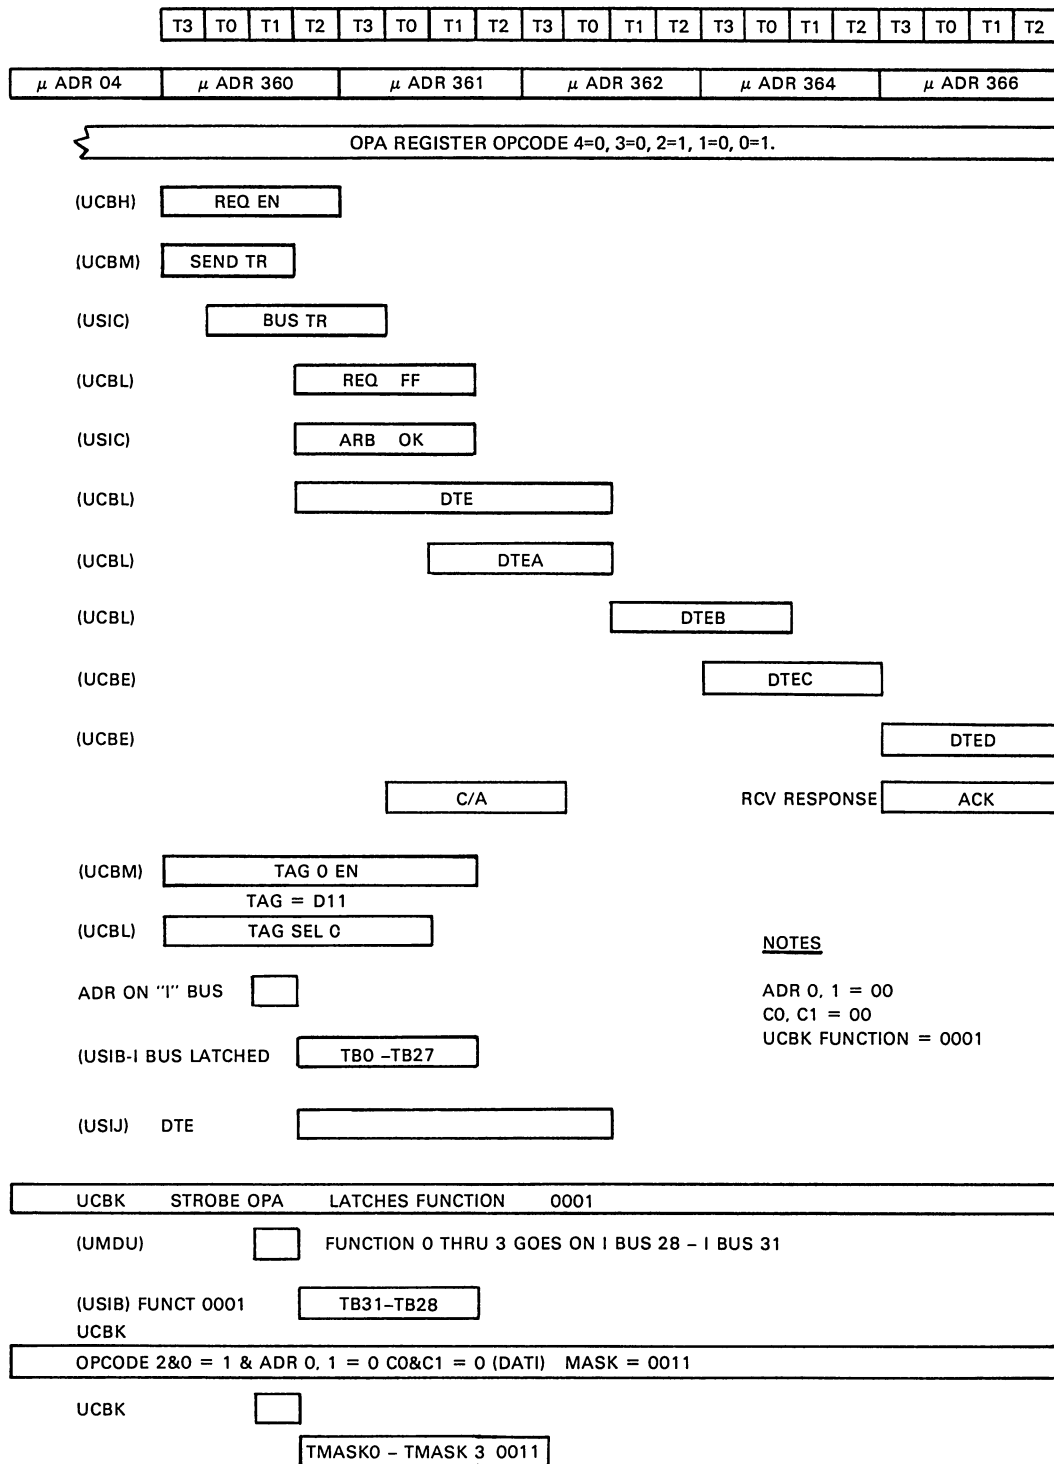 T3 T0 T1 T2 T3 T0 T1 T2 T3 T0 T1 T2 T3 T0 T1 T2 T3 T0 T1 T2
μ ADR 04 μ ADR 360 μ ADR 361 μ ADR 362 μ ADR 364 μ ADR 366
OPA REGISTER OPCODE 4=0, 3=0, 2=1, 1=0, 0=1.
(UCBH) REQ EN
(UCBM) SEND TR
(USIC) BUS TR
(UCBL) REQ FF
(USIC) ARB OK
(UCBL) DTE
(UCBL) DTEA
(UCBL) DTEB
(UCBE) DTEC
(UCBE) DTED
C/A RCV RESPONSE ACK
(UCBM) TAG 0 EN
TAG = D11
(UCBL) TAG SEL 0
NOTES
ADR ON "I" BUS
ADR 0, 1 = 00
C0, C1 = 00
UCBK FUNCTION = 0001
(USIB-I BUS LATCHED TB0 –TB27
(USIJ) DTE
UCBK STROBE OPA LATCHES FUNCTION 0001
(UMDU) FUNCTION 0 THRU 3 GOES ON I BUS 28 – I BUS 31
(USIB) FUNCT 0001 TB31–TB28
UCBK
OPCODE 2&0 = 1 & ADR 0, 1 = 0 C0&C1 = 0 (DATI) MASK = 0011
UCBK
TMASK0 – TMASK 3 0011